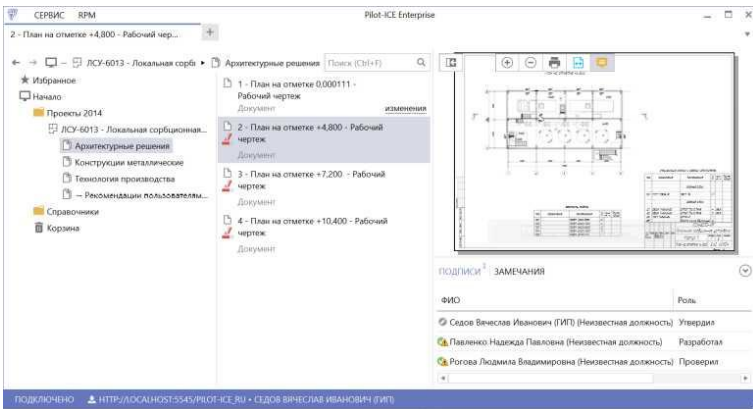 СЕРВИС RPM
Pilot-ICE Enterprise
2 - План на отметке +4,800 - Рабочий чер...
ЛСУ-6013 - Локальная сорбь
Архитектурные решения
Поиск (Ctrl+F)
Избранное
Начало
Проекты 2014
ЛСУ-6013 - Локальная сорбционная...
Архитектурные решения
Конструкции металлические
Технология производства
— Рекомендации пользователям...
Справочники
Корзина
1 - План на отметке 0,000111 -
Рабочий чертеж
Документ изменения
2 - План на отметке +4,800 - Рабочий
чертеж
Документ
3 - План на отметке +7,200 - Рабочий
чертеж
Документ
4 - План на отметке +10,400 - Рабочий
чертеж
Документ
ПОДПИСИ 3 ЗАМЕЧАНИЯ
ФИО Роль
Седов Вячеслав Иванович (ГИП) (Неизвестная должность) Утвердил
Павленко Надежда Павловна (Неизвестная должность) Разработал
Рогова Людмила Владимировна (Неизвестная должность) Проверил
ПОДКЛЮЧЕНО HTTP://LOCALHOST:5545/PILOT-ICE_RU • СЕДОВ ВЯЧЕСЛАВ ИВАНОВИЧ (ГИП)